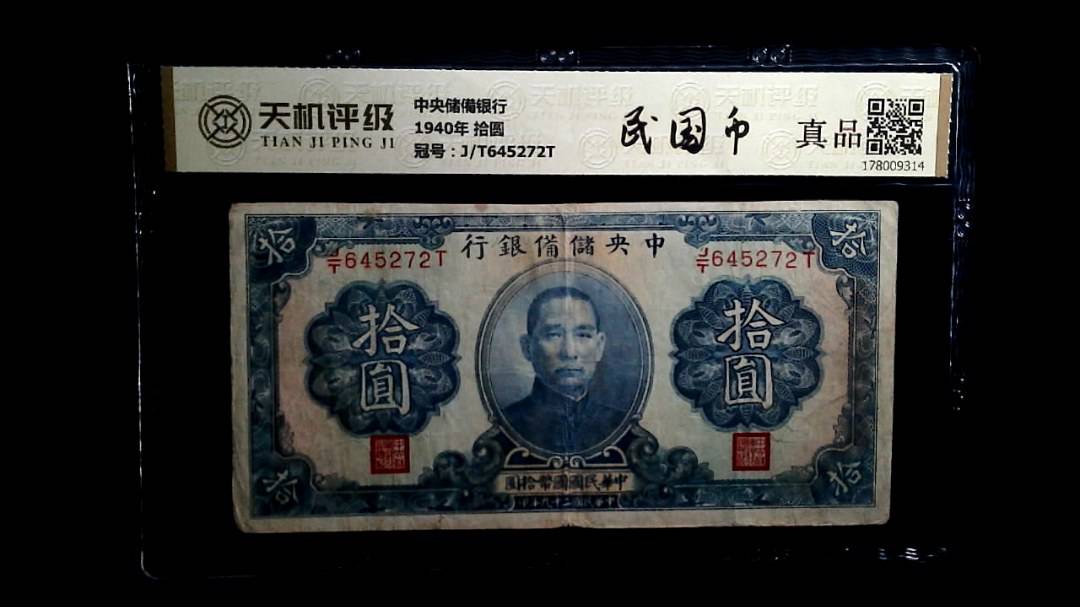 天机评级
TIAN JI PING JI
中央储備银行
1940年 拾圆
冠号：J/T645272T
民国币
真品
178009314
行銀備儲央中
J/T645272T
J/T645272T
拾
拾
拾圓
拾圓
圓拾幣國國民華中
拾
拾